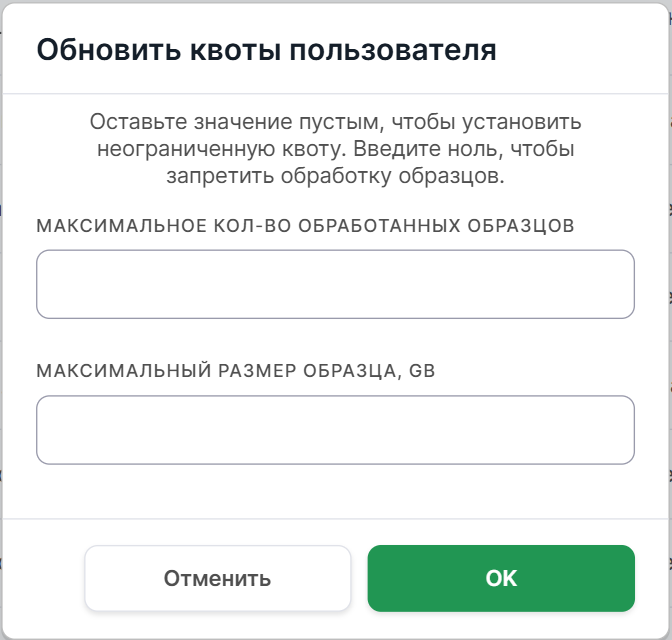 Обновить квоты пользователя
Оставьте значение пустым, чтобы установить
неограниченную квоту. Введите ноль, чтобы
запретить обработку образцов.
МАКСИМАЛЬНОЕ КОЛ-ВО ОБРАБОТАННЫХ ОБРАЗЦОВ
МАКСИМАЛЬНЫЙ РАЗМЕР ОБРАЗЦА, GB
Отменить
OK